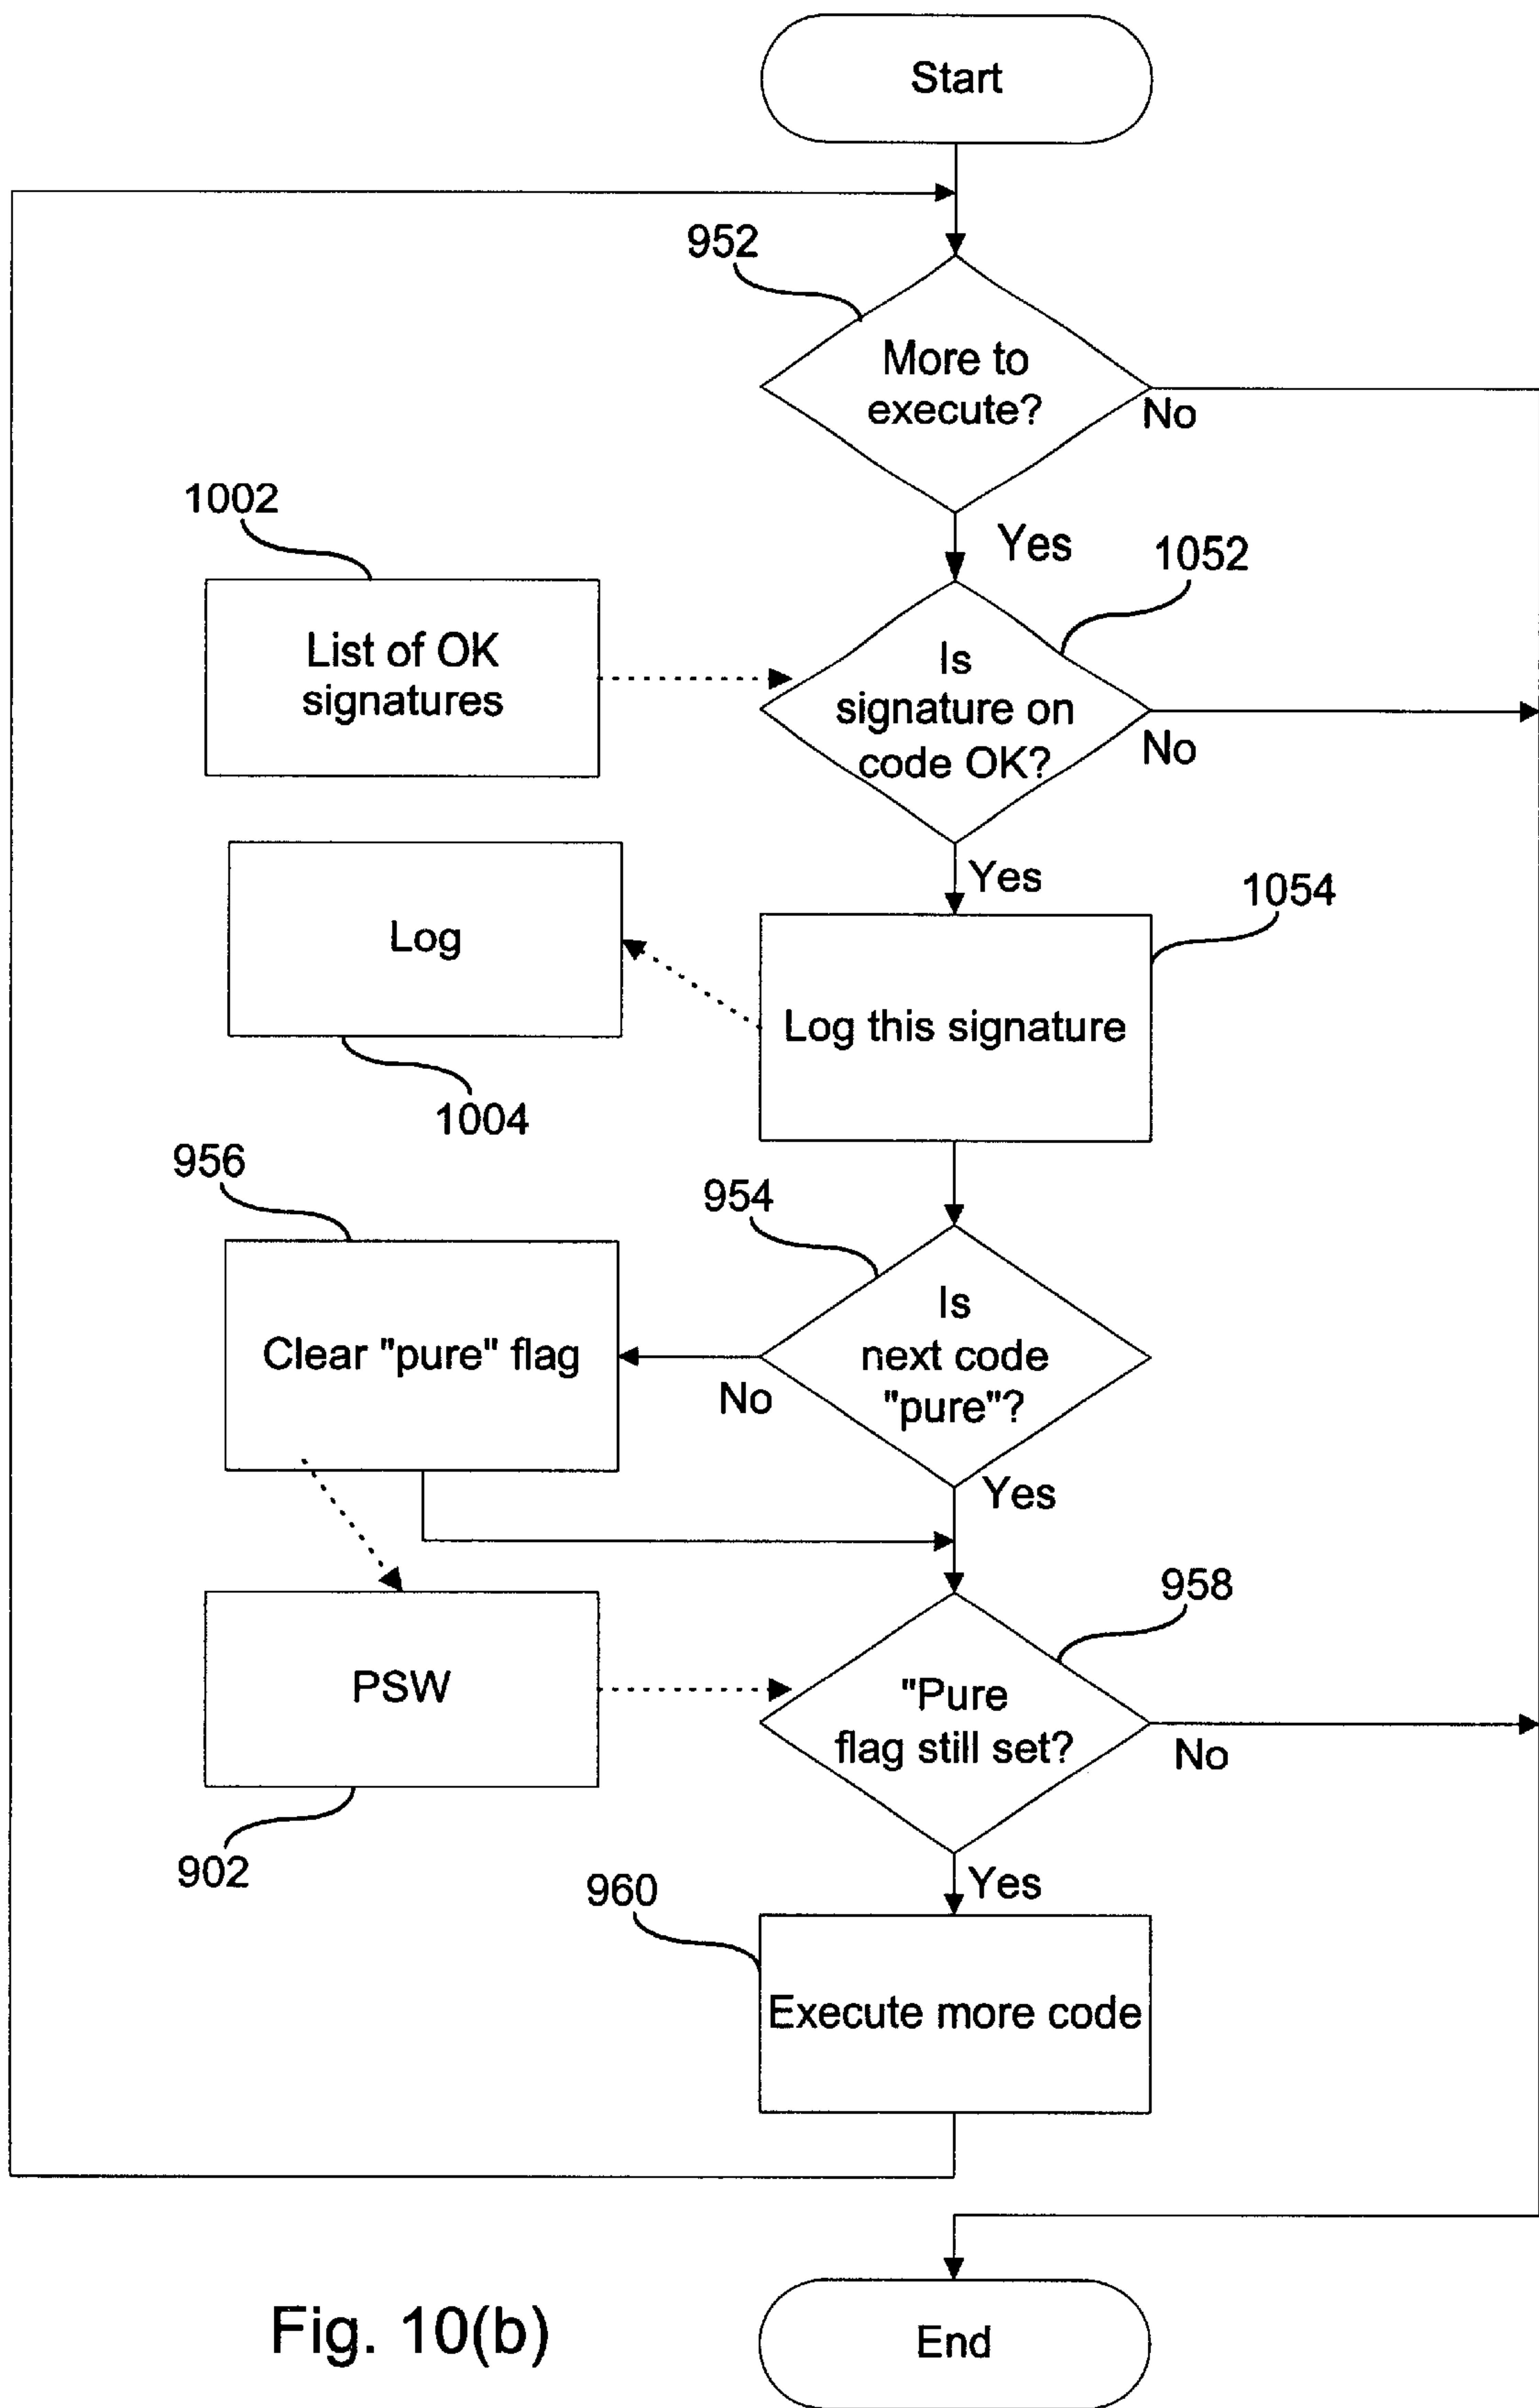 Start
952
More to
execute?
No
Yes
1002
List of OK
signatures
1052
Is
signature on
code OK?
No
Yes
Log
1004
1054
Log this signature
956
Clear "pure" flag
954
Is
next code
"pure"?
No
Yes
PSW
902
958
"Pure
flag still set?
No
Yes
960
Execute more code
End
Fig. 10(b)